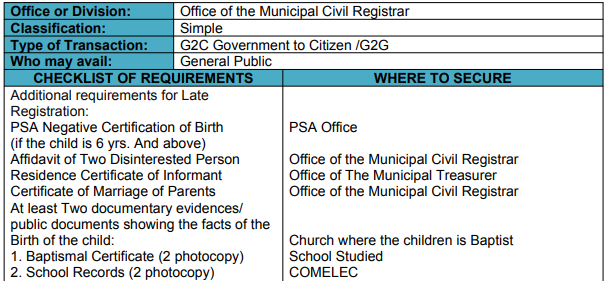 Office or Division: Office of the Municipal Civil Registrar
Classification: Simple
Type of Transaction: G2C Government to Citizen /G2G
Who may avail: General Public
CHECKLIST OF REQUIREMENTS WHERE TO SECURE
Additional requirements for Late
Registration:
PSA Negative Certification of Birth PSA Office
(if the child is 6 yrs. And above)
Affidavit of Two Disinterested Person Office of the Municipal Civil Registrar
Residence Certificate of Informant Office of The Municipal Treasurer
Certificate of Marriage of Parents Office of the Municipal Civil Registrar
At least Two documentary evidences/
public documents showing the facts of the
Birth of the child: Church where the children is Baptist
1. Baptismal Certificate (2 photocopy) School Studied
2. School Records (2 photocopy) COMELEC